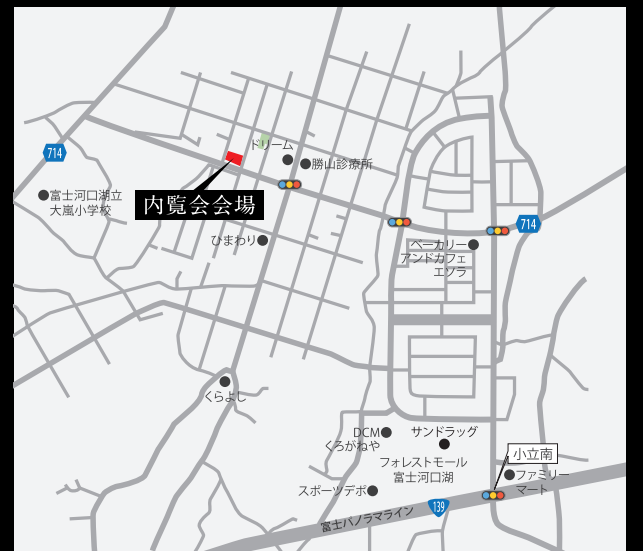 714
ドリーム
勝山診療所
富士河口湖立
大嵐小学校
内覧会会場
714
ひまわり
ベーカリー
アンドカフェ
エソラ
くらよし
DCM
くろがねや
サンドラッグ
小立南
フォレストモール
富士河口湖
ファミリー
マート
スポーツデポ
139
富士パノラマライン